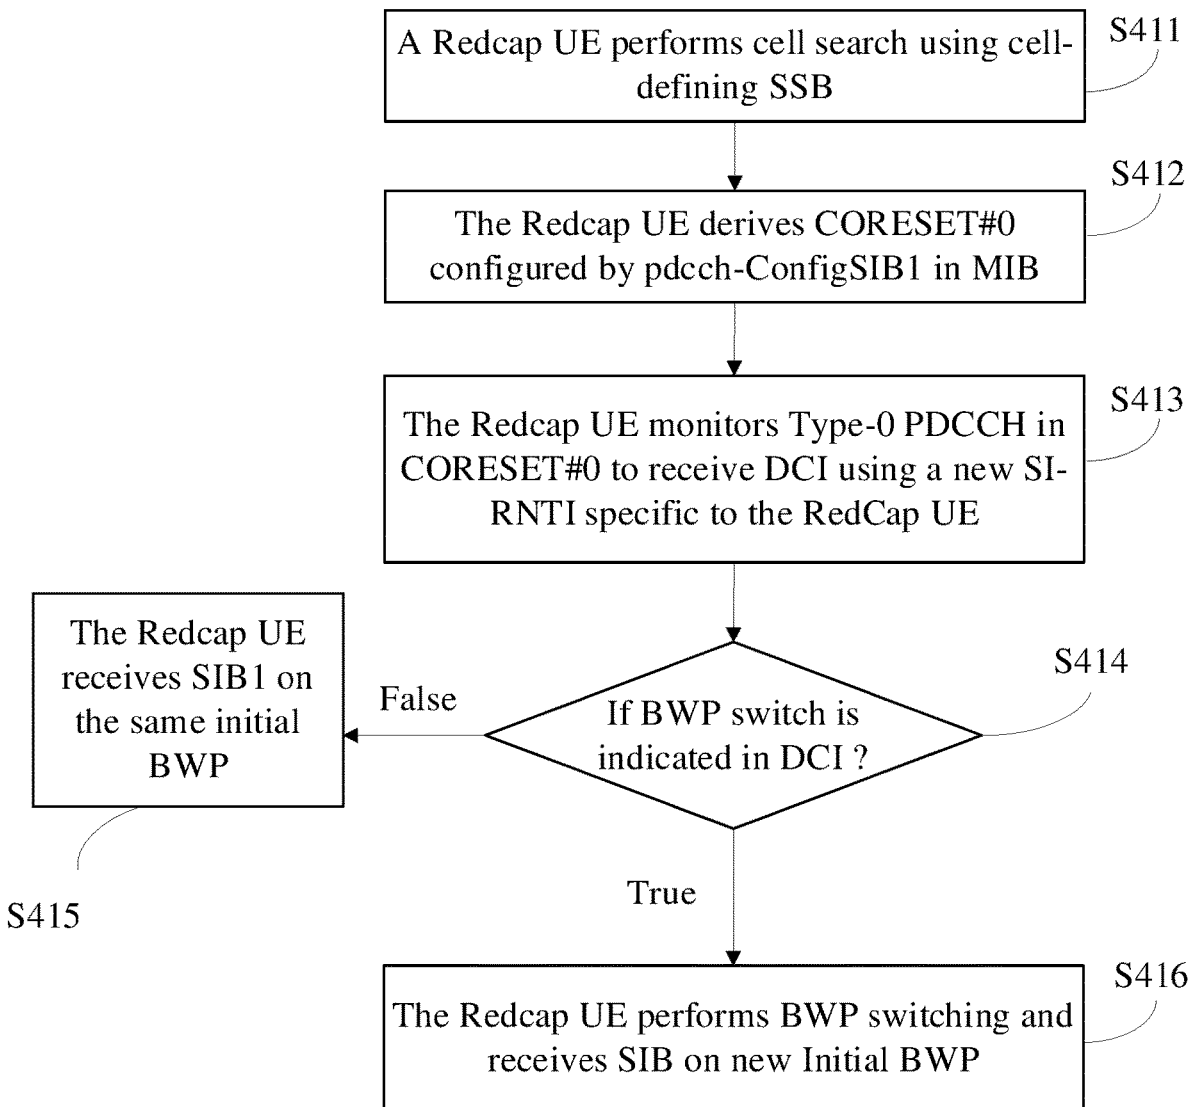 A Redcap UE performs cell search using cell-
defining SSB
S411
The Redcap UE derives CORESET#0
configured by pdcch-ConfigSIB1 in MIB
S412
The Redcap UE monitors Type-0 PDCCH in
CORESET#0 to receive DCI using a new SI-
RNTI specific to the RedCap UE
S413
If BWP switch is
indicated in DCI ?
S414
False
The Redcap UE
receives SIB1 on
the same initial
BWP
S415
True
The Redcap UE performs BWP switching and
receives SIB on new Initial BWP
S416